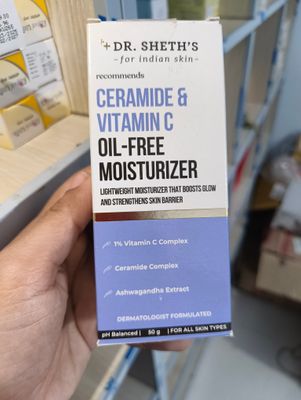 DR. SHETH'S
- for indian skin -
recommends
CERAMIDE &
VITAMIN C
OIL-FREE
MOISTURIZER
LIGHTWEIGHT MOISTURIZER THAT BOOSTS GLOW
AND STRENGTHENS SKIN BARRIER
1% Vitamin C Complex
Ceramide Complex
Ashwagandha Extract
DERMATOLOGIST FORMULATED
pH Balanced | 50 g | FOR ALL SKIN TYPES